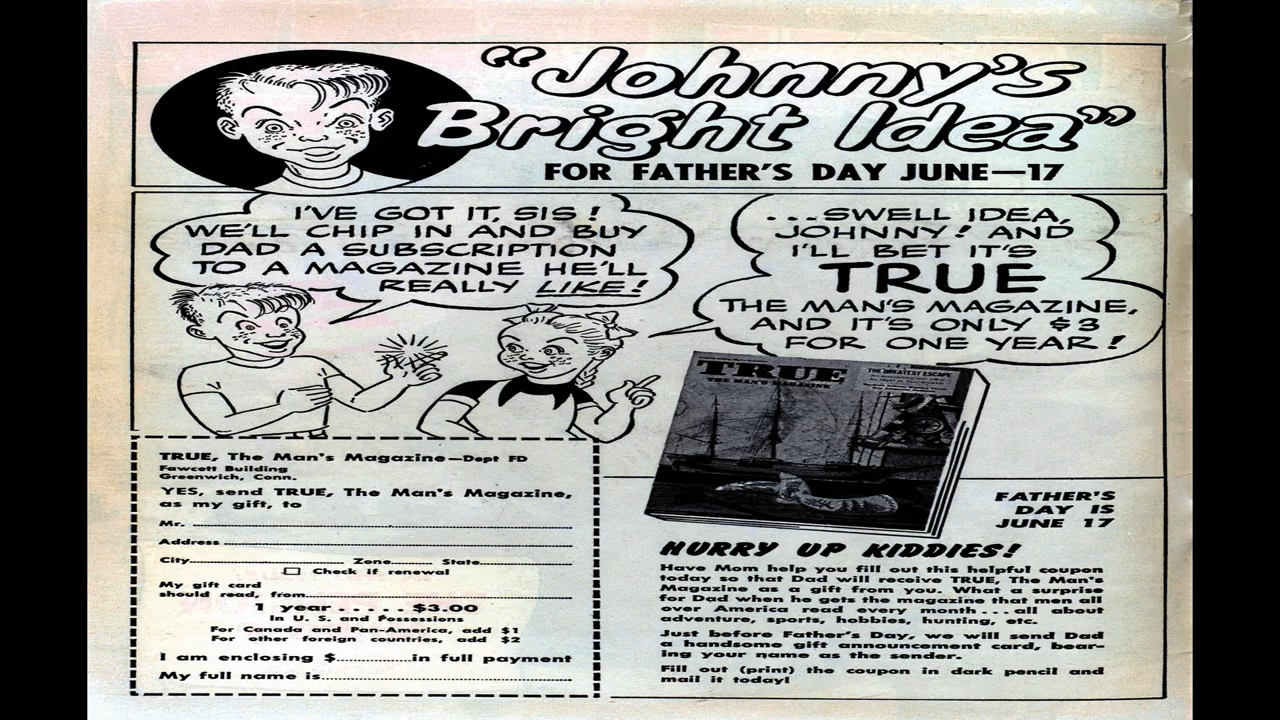 “Johnny’s
Bright Idea”
FOR FATHER’S DAY JUNE—17
I'VE GOT IT, SIS!
WE'LL CHIP IN AND BUY
DAD A SUBSCRIPTION
TO A MAGAZINE HE'LL
REALLY LIKE!
...SWELL IDEA,
JOHNNY! AND
I'LL BET IT'S
TRUE
THE MAN'S MAGAZINE,
AND IT'S ONLY $3
FOR ONE YEAR!
TRUE
THE MAN'S MAGAZINE
THE GREATEST ESCAPE
TRUE, The Man's Magazine—Dept FD
Fawcett Building
Greenwich, Conn.
YES, send TRUE, The Man's Magazine,
as my gift, to
Mr.
Address
City Zone State
Check if renewal
My gift card
should read, from
1 year ..... $3.00
In U. S. and Possessions
For Canada and Pan-America, add $1
For other foreign countries, add $2
I am enclosing $ in full payment
My full name is
FATHER'S
DAY IS
JUNE 17
HURRY UP KIDDIES!
Have Mom help you fill out this helpful coupon
today so that Dad will receive TRUE, The Man's
Magazine as a gift from you. What a surprise
for Dad when he gets the magazine that men all
over America read every month . . . all about
adventure, sports, hobbies, hunting, etc.
Just before Father's Day, we will send Dad
a handsome gift announcement card, bear-
ing your name as the sender.
Fill out (print) the coupon in dark pencil and
mail it today!